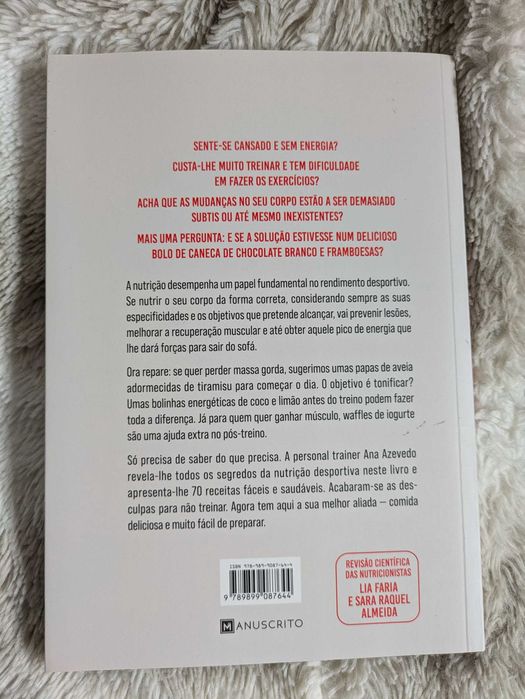 SENTE-SE CANSADO E SEM ENERGIA?
CUSTA-LHE MUITO TREINAR E TEM DIFICULDADE
EM FAZER OS EXERCÍCIOS?
ACHA QUE AS MUDANÇAS NO SEU CORPO ESTÃO A SER DEMASIADO
SUBTIS OU ATÉ MESMO INEXISTENTES?
MAIS UMA PERGUNTA: E SE A SOLUÇÃO ESTIVESSE NUM DELICIOSO
BOLO DE CANECA DE CHOCOLATE BRANCO E FRAMBOESAS?
A nutrição desempenha um papel fundamental no rendimento desportivo.
Se nutrir o seu corpo da forma correta, considerando sempre as suas
especificidades e os objetivos que pretende alcançar, vai prevenir lesões,
melhorar a recuperação muscular e até obter aquele pico de energia que
lhe dará forças para sair do sofá.
Ora repare: se quer perder massa gorda, sugerimos umas papas de aveia
adormecidas de tiramisu para começar o dia. O objetivo é tonificar?
Umas bolinhas energéticas de coco e limão antes do treino podem fazer
toda a diferença. Já para quem quer ganhar músculo, waffles de iogurte
são uma ajuda extra no pós-treino.
Só precisa de saber do que precisa. A personal trainer Ana Azevedo
revela-lhe todos os segredos da nutrição desportiva neste livro e
apresenta-lhe 70 receitas fáceis e saudáveis. Acabaram-se as des-
culpas para não treinar. Agora tem aqui a sua melhor aliada – comida
deliciosa e muito fácil de preparar.
ISBN 978-989-9087-64-4
9 789899 087644
MANUSCRITO
REVISÃO CIENTÍFICA
DAS NUTRICIONISTAS
LIA FARIA
E SARA RAQUEL
ALMEIDA